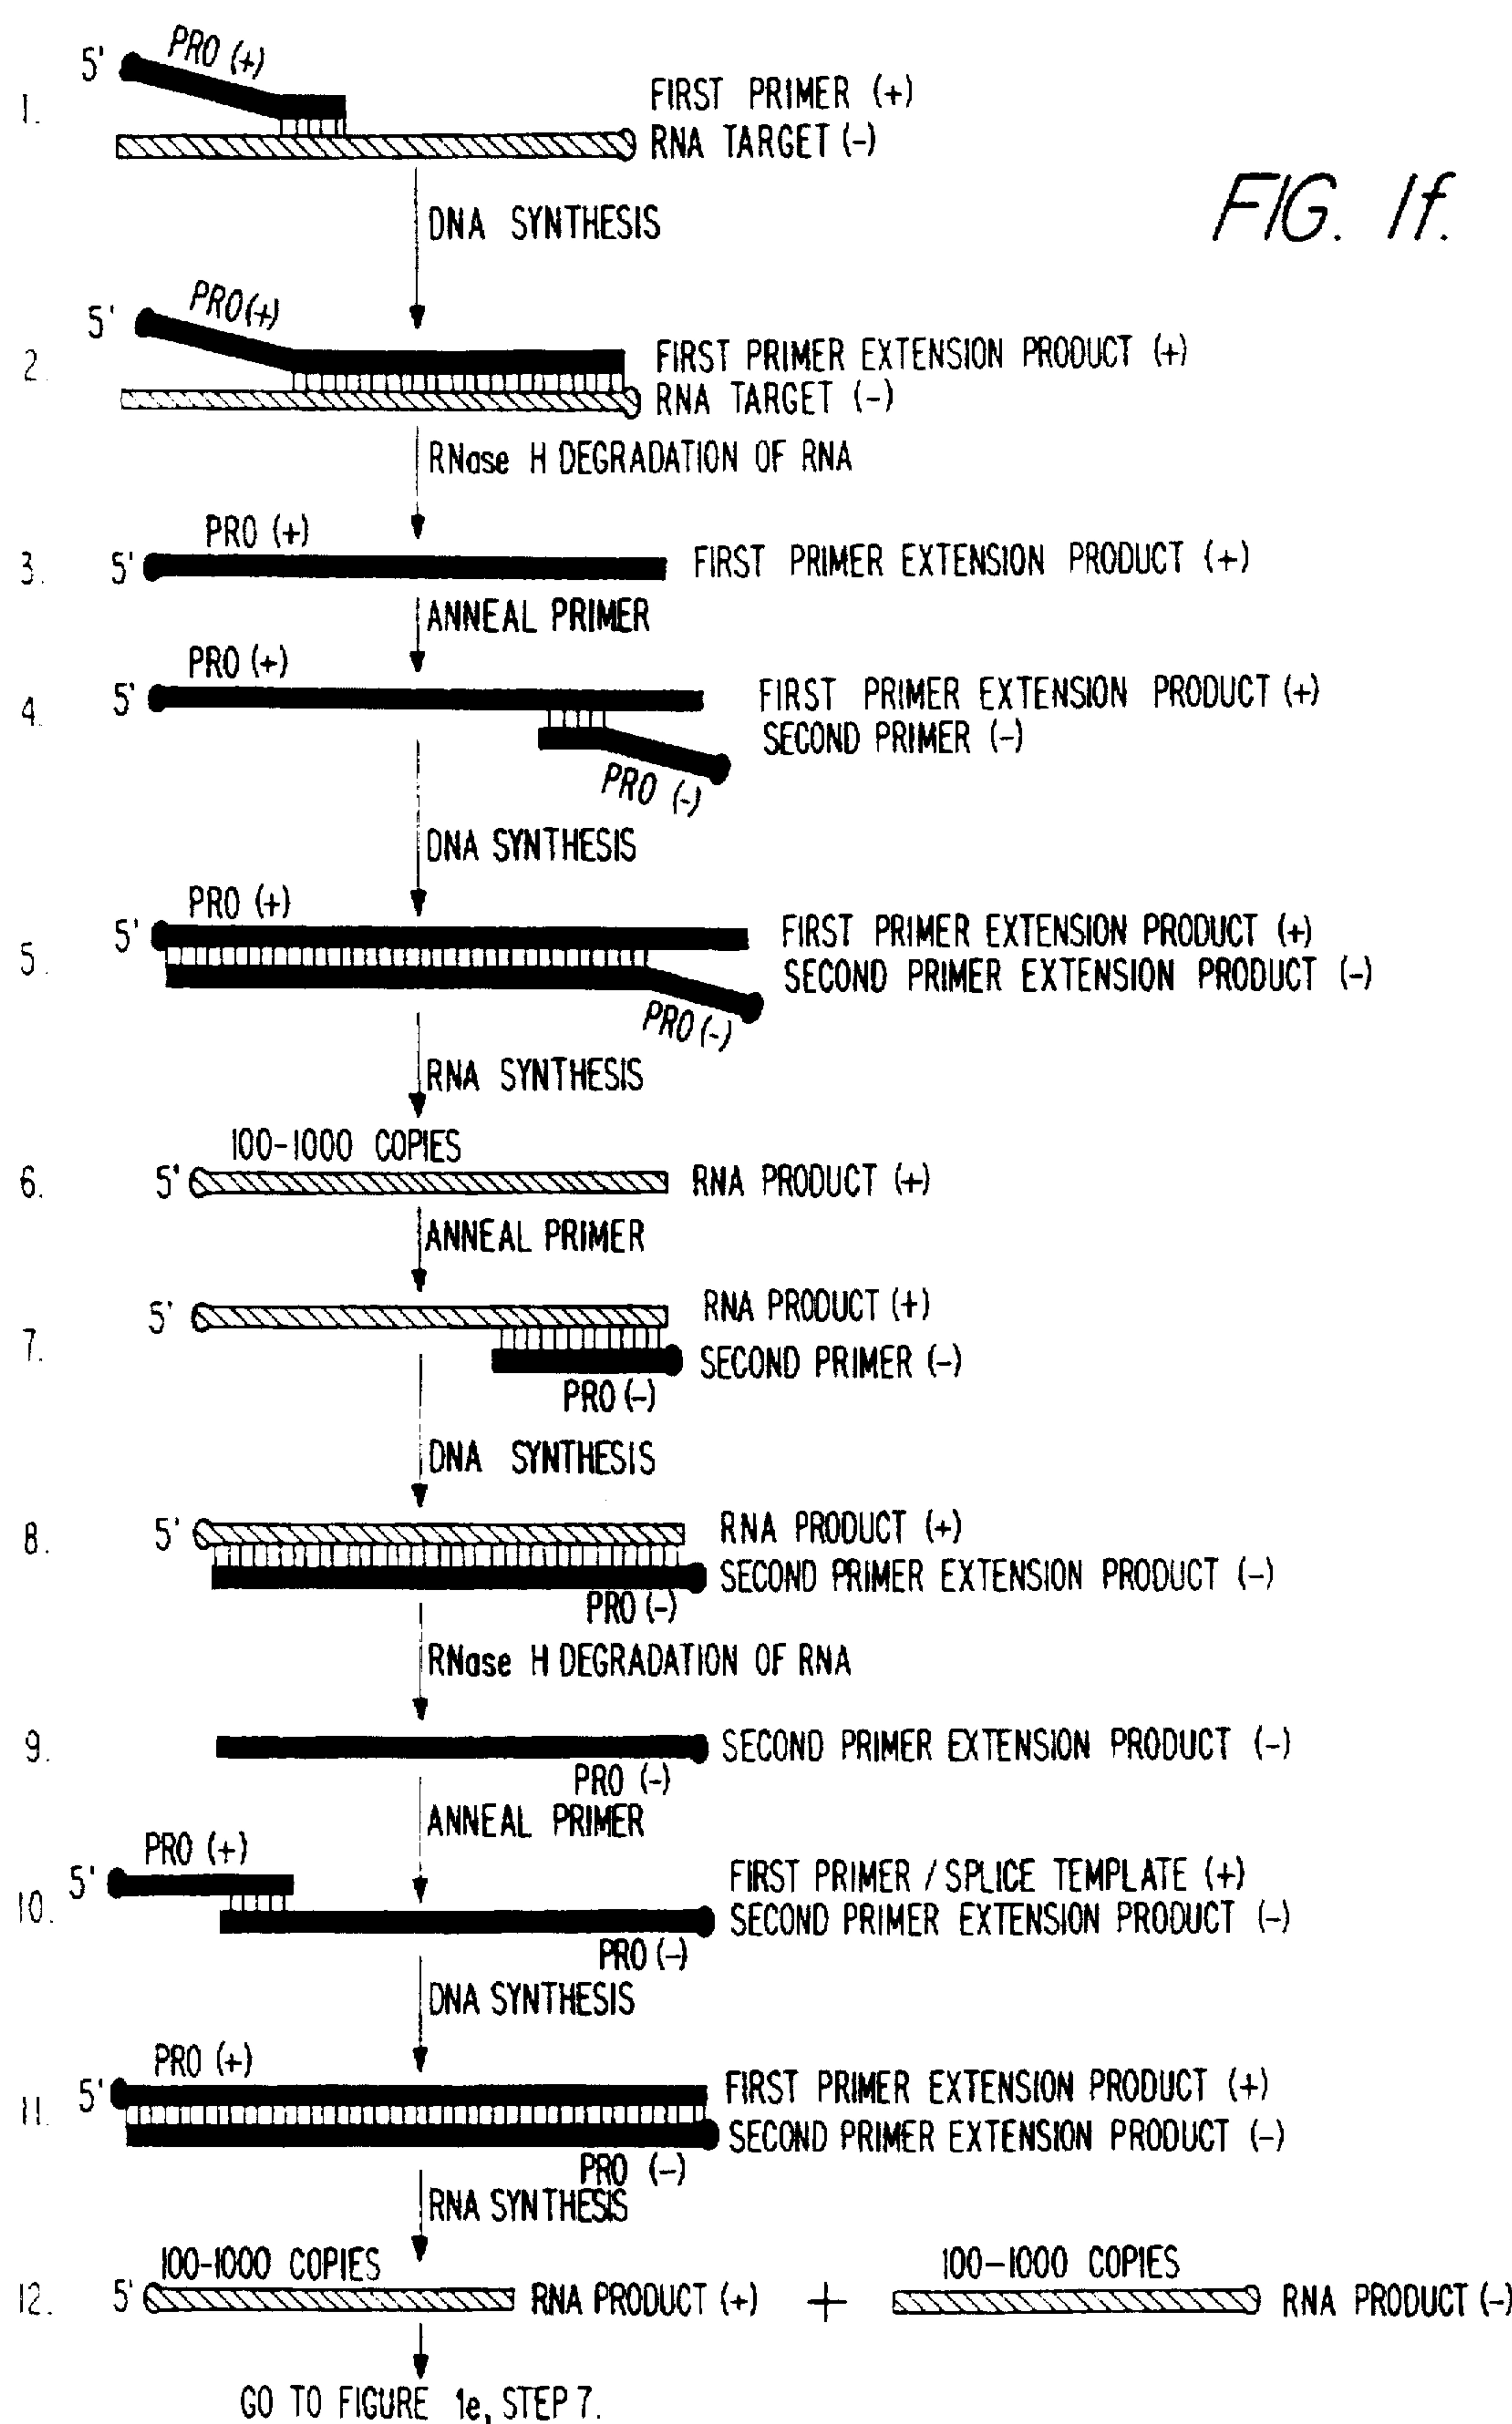 FIG. 1f.
1.
5'
PRO (+)
FIRST PRIMER (+)
RNA TARGET (-)
DNA SYNTHESIS
2.
5'
PRO (+)
FIRST PRIMER EXTENSION PRODUCT (+)
RNA TARGET (-)
RNase H DEGRADATION OF RNA
3.
5'
PRO (+)
FIRST PRIMER EXTENSION PRODUCT (+)
ANNEAL PRIMER
4.
5'
PRO (+)
FIRST PRIMER EXTENSION PRODUCT (+)
SECOND PRIMER (-)
PRO (-)
DNA SYNTHESIS
5.
5'
PRO (+)
FIRST PRIMER EXTENSION PRODUCT (+)
SECOND PRIMER EXTENSION PRODUCT (-)
PRO (-)
RNA SYNTHESIS
100-1000 COPIES
6.
5'
RNA PRODUCT (+)
ANNEAL PRIMER
7.
5'
RNA PRODUCT (+)
SECOND PRIMER (-)
PRO (-)
DNA SYNTHESIS
8.
5'
RNA PRODUCT (+)
SECOND PRIMER EXTENSION PRODUCT (-)
PRO (-)
RNase H DEGRADATION OF RNA
9.
SECOND PRIMER EXTENSION PRODUCT (-)
PRO (-)
ANNEAL PRIMER
10.
5'
PRO (+)
FIRST PRIMER / SPLICE TEMPLATE (+)
SECOND PRIMER EXTENSION PRODUCT (-)
PRO (-)
DNA SYNTHESIS
11.
5'
PRO (+)
FIRST PRIMER EXTENSION PRODUCT (+)
SECOND PRIMER EXTENSION PRODUCT (-)
PRO (-)
RNA SYNTHESIS
100-1000 COPIES
100-1000 COPIES
12.
5'
RNA PRODUCT (+) + RNA PRODUCT (-)
GO TO FIGURE 1e, STEP 7.